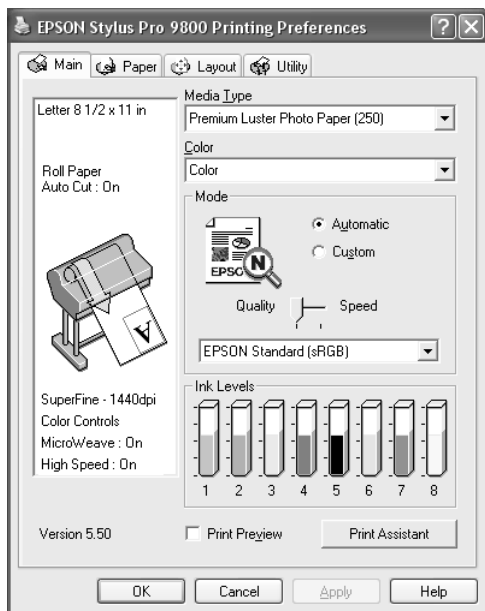 EPSON Stylus Pro 9800 Printing Preferences
Main Paper Layout Utility
Letter 8 1/2 x 11 in
Roll Paper
Auto Cut : On
A
SuperFine - 1440dpi
Color Controls
MicroWeave : On
High Speed : On
Version 5.50
Media Type
Premium Luster Photo Paper (250)
Color
Color
Mode
EPSO
N
Automatic
Custom
Quality Speed
EPSON Standard (sRGB)
Ink Levels
1 2 3 4 5 6 7 8
Print Preview
Print Assistant
OK Cancel Apply Help